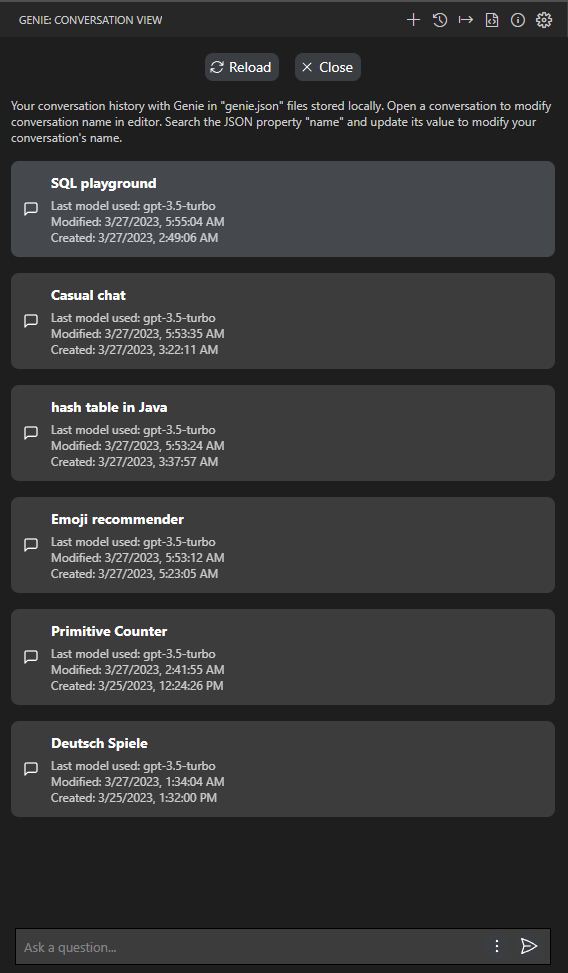 GENIE: CONVERSATION VIEW
Reload
Close
Your conversation history with Genie in "genie.json" files stored locally. Open a conversation to modify
conversation name in editor. Search the JSON property "name" and update its value to modify your
conversation's name.
SQL playground
Last model used: gpt-3.5-turbo
Modified: 3/27/2023, 5:55:04 AM
Created: 3/27/2023, 2:49:06 AM
Casual chat
Last model used: gpt-3.5-turbo
Modified: 3/27/2023, 5:53:35 AM
Created: 3/27/2023, 3:22:11 AM
hash table in Java
Last model used: gpt-3.5-turbo
Modified: 3/27/2023, 5:53:24 AM
Created: 3/27/2023, 3:37:57 AM
Emoji recommender
Last model used: gpt-3.5-turbo
Modified: 3/27/2023, 5:53:12 AM
Created: 3/27/2023, 5:23:05 AM
Primitive Counter
Last model used: gpt-3.5-turbo
Modified: 3/27/2023, 2:41:55 AM
Created: 3/25/2023, 12:24:26 PM
Deutsch Spiele
Last model used: gpt-3.5-turbo
Modified: 3/27/2023, 1:34:04 AM
Created: 3/25/2023, 1:32:00 PM
Ask a question...